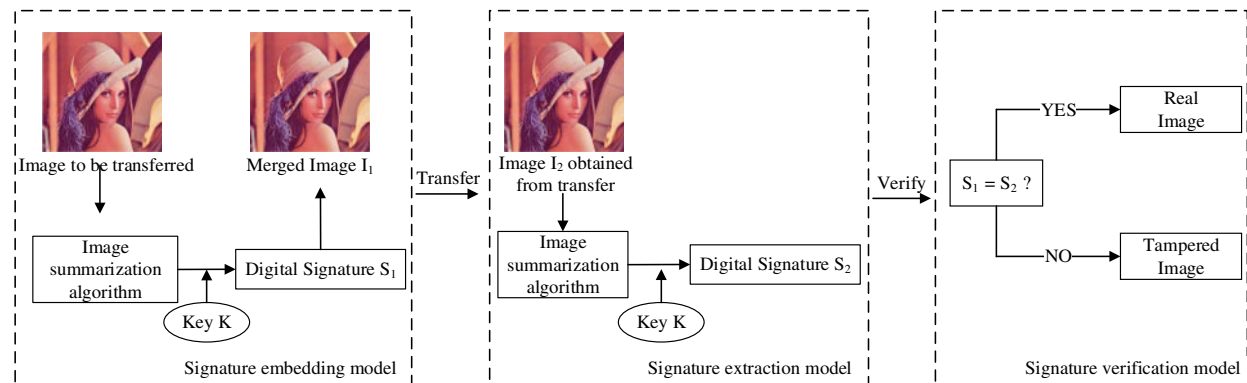 Image to be transferred
Merged Image I₁
Image
summarization
algorithm
Digital Signature S₁
Key K
Signature embedding model
Transfer
Image I₂ obtained
from transfer
Image
summarization
algorithm
Digital Signature S₂
Key K
Signature extraction model
Verify
S₁ = S₂ ?
YES
Real
Image
NO
Tampered
Image
Signature verification model